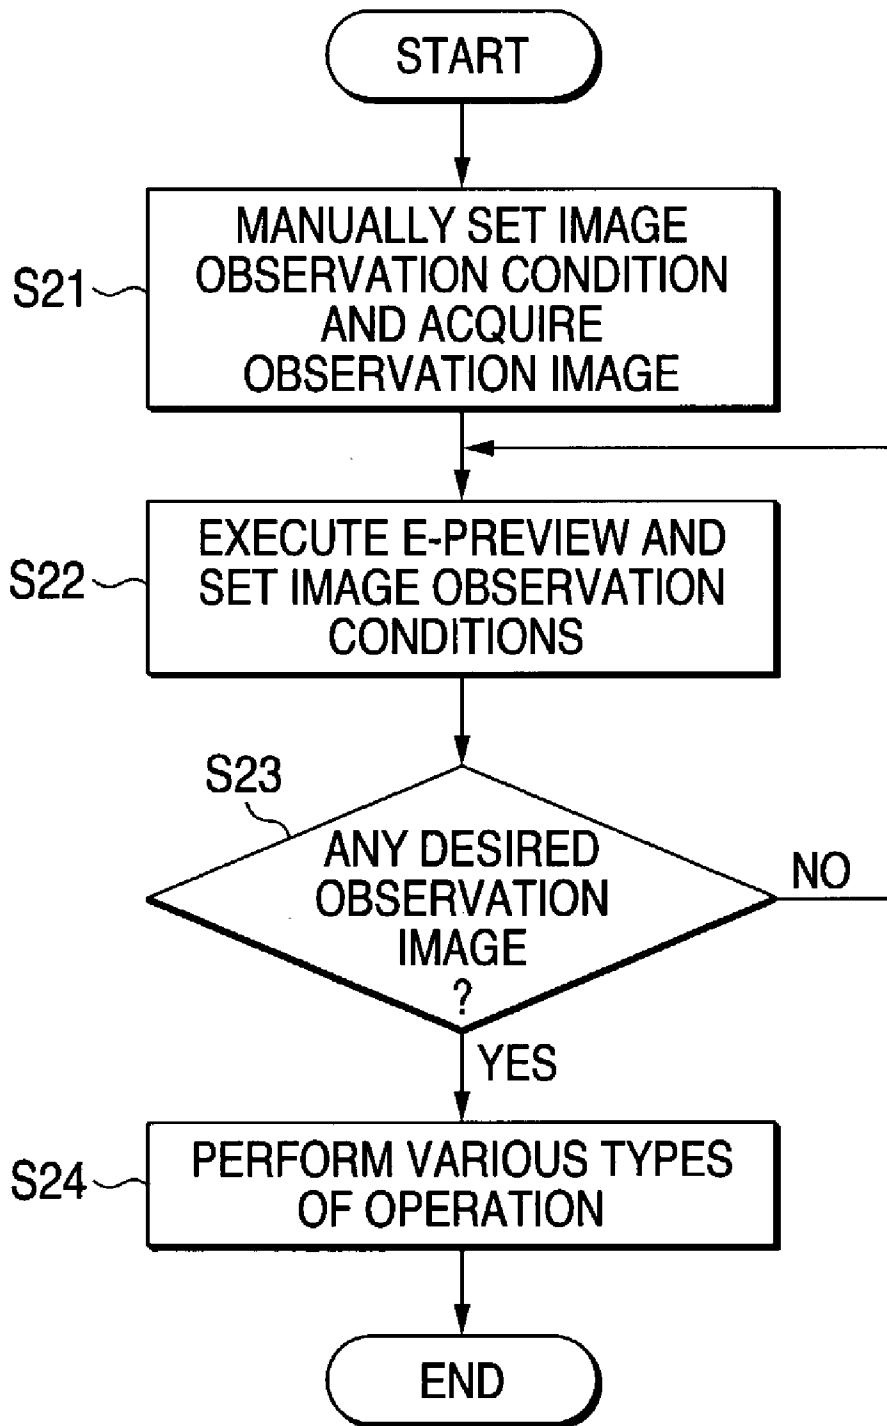 START
S21
MANUALLY SET IMAGE
OBSERVATION CONDITION
AND ACQUIRE
OBSERVATION IMAGE
S22
EXECUTE E-PREVIEW AND
SET IMAGE OBSERVATION
CONDITIONS
S23
ANY DESIRED
OBSERVATION
IMAGE
?
NO
YES
S24
PERFORM VARIOUS TYPES
OF OPERATION
END